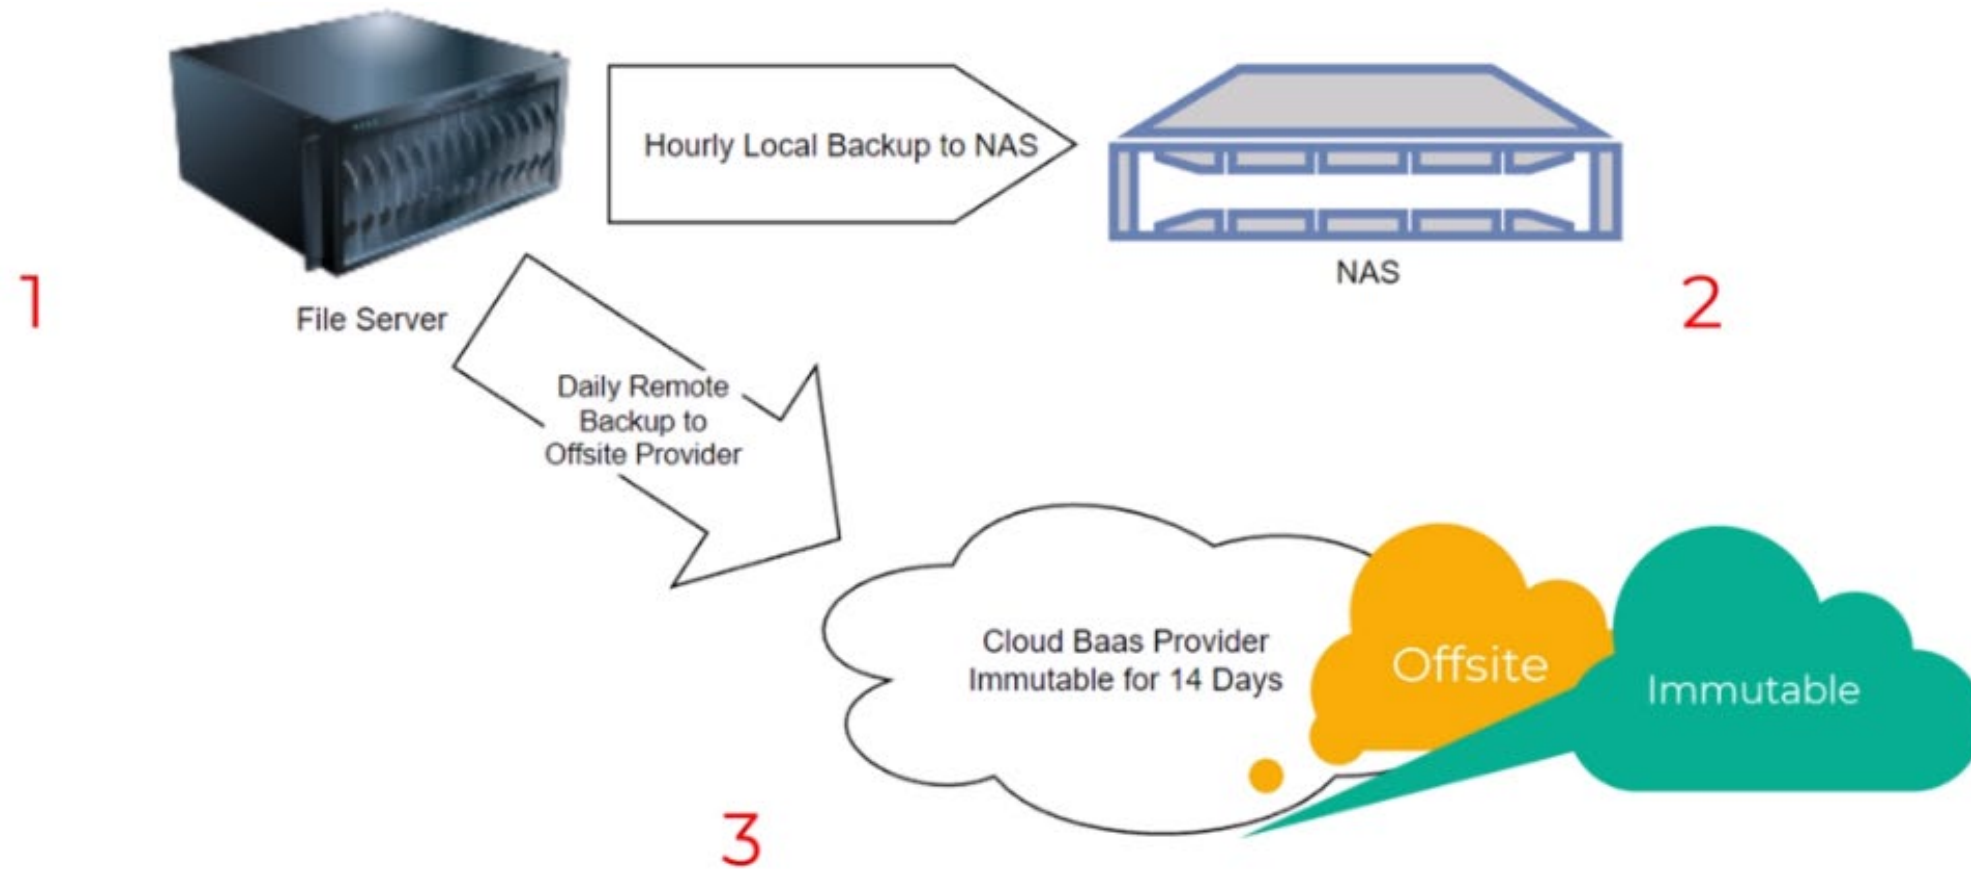 Hourly Local Backup to NAS
1
File Server
NAS
2
Daily Remote
Backup to
Offsite Provider
Cloud Baas Provider
Immutable for 14 Days
Offsite
Immutable
3